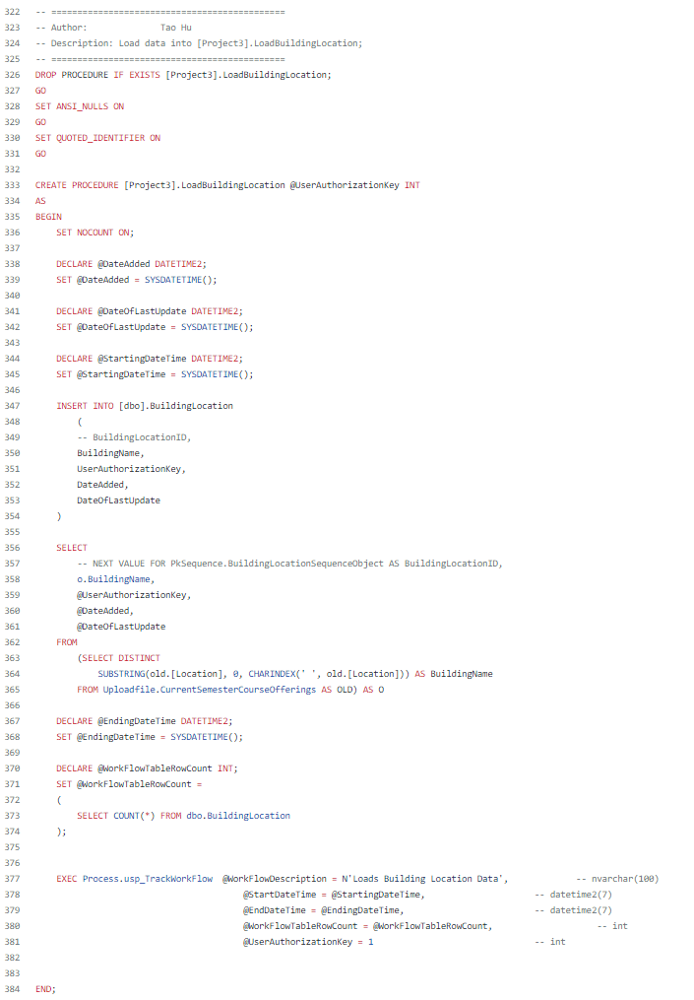 322 -- =============================================
323 -- Author: Tao Hu
324 -- Description: Load data into [Project3].LoadBuildingLocation;
325 -- =============================================
326 DROP PROCEDURE IF EXISTS [Project3].LoadBuildingLocation;
327 GO
328 SET ANSI_NULLS ON
329 GO
330 SET QUOTED_IDENTIFIER ON
331 GO
332
333 CREATE PROCEDURE [Project3].LoadBuildingLocation @UserAuthorizationKey INT
334 AS
335 BEGIN
336 SET NOCOUNT ON;
337
338 DECLARE @DateAdded DATETIME2;
339 SET @DateAdded = SYSDATETIME();
340
341 DECLARE @DateOfLastUpdate DATETIME2;
342 SET @DateOfLastUpdate = SYSDATETIME();
343
344 DECLARE @StartingDateTime DATETIME2;
345 SET @StartingDateTime = SYSDATETIME();
346
347 INSERT INTO [dbo].BuildingLocation
348 (
349 -- BuildingLocationID,
350 BuildingName,
351 UserAuthorizationKey,
352 DateAdded,
353 DateOfLastUpdate
354 )
355
356 SELECT
357 -- NEXT VALUE FOR PkSequence.BuildingLocationSequenceObject AS BuildingLocationID,
358 o.BuildingName,
359 @UserAuthorizationKey,
360 @DateAdded,
361 @DateOfLastUpdate
362 FROM
363 (SELECT DISTINCT
364 SUBSTRING(old.[Location], 0, CHARINDEX(' ', old.[Location])) AS BuildingName
365 FROM Uploadfile.CurrentSemesterCourseOfferings AS OLD) AS O
366
367 DECLARE @EndingDateTime DATETIME2;
368 SET @EndingDateTime = SYSDATETIME();
369
370 DECLARE @WorkFlowTableRowCount INT;
371 SET @WorkFlowTableRowCount =
372 (
373 SELECT COUNT(*) FROM dbo.BuildingLocation
374 );
375
376
377 EXEC Process.usp_TrackWorkFlow @WorkFlowDescription = N'Loads Building Location Data', -- nvarchar(100)
378 @StartDateTime = @StartingDateTime, -- datetime2(7)
379 @EndDateTime = @EndingDateTime, -- datetime2(7)
380 @WorkFlowTableRowCount = @WorkFlowTableRowCount, -- int
381 @UserAuthorizationKey = 1 -- int
382
383
384 END;